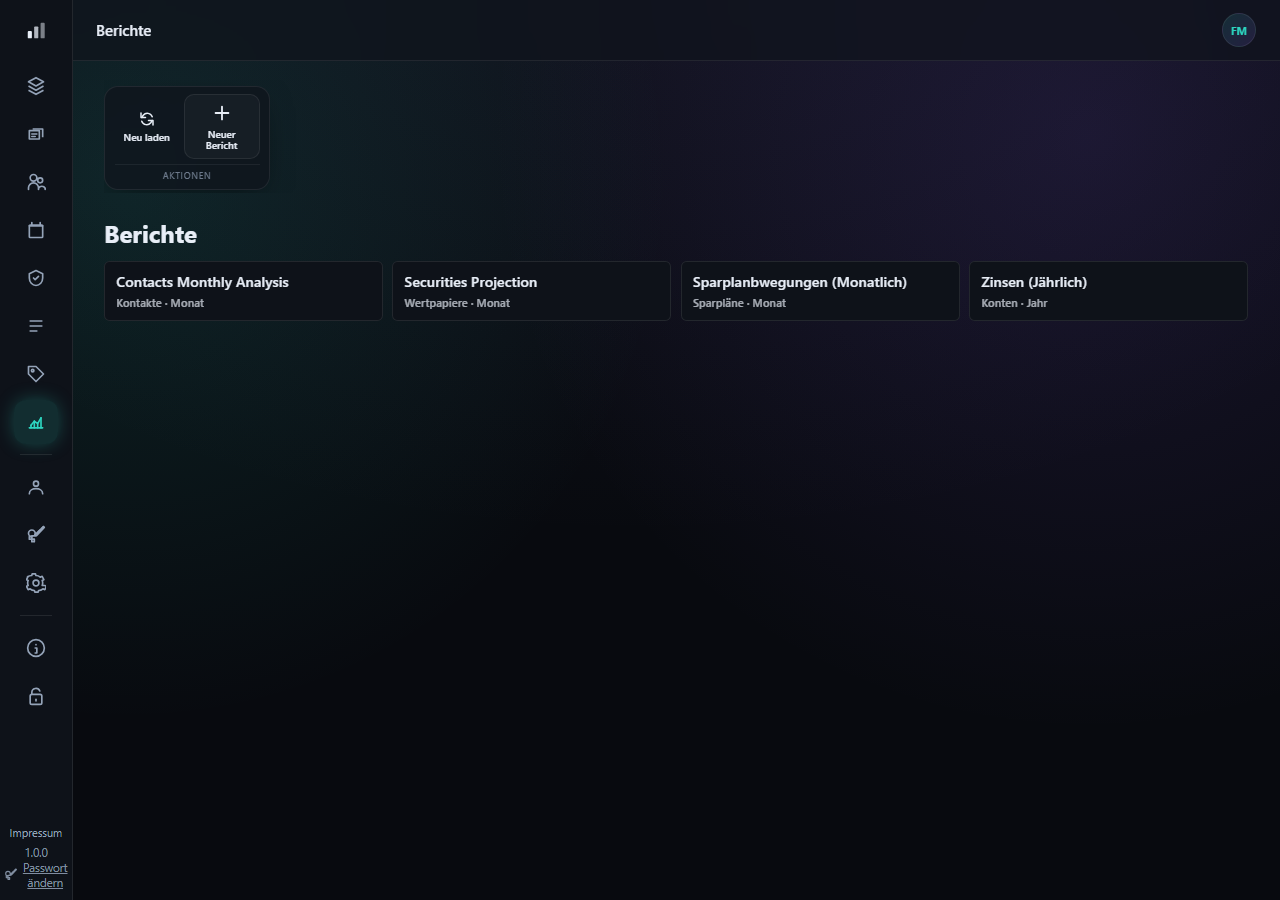 Berichte
FM
Neu laden
Neuer
Bericht
AKTIONEN
Berichte
Contacts Monthly Analysis
Kontakte · Monat
Securities Projection
Wertpapiere · Monat
Sparplanbwegungen (Monatlich)
Sparpläne · Monat
Zinsen (Jährlich)
Konten · Jahr
Impressum
1.0.0
Passwort
ändern